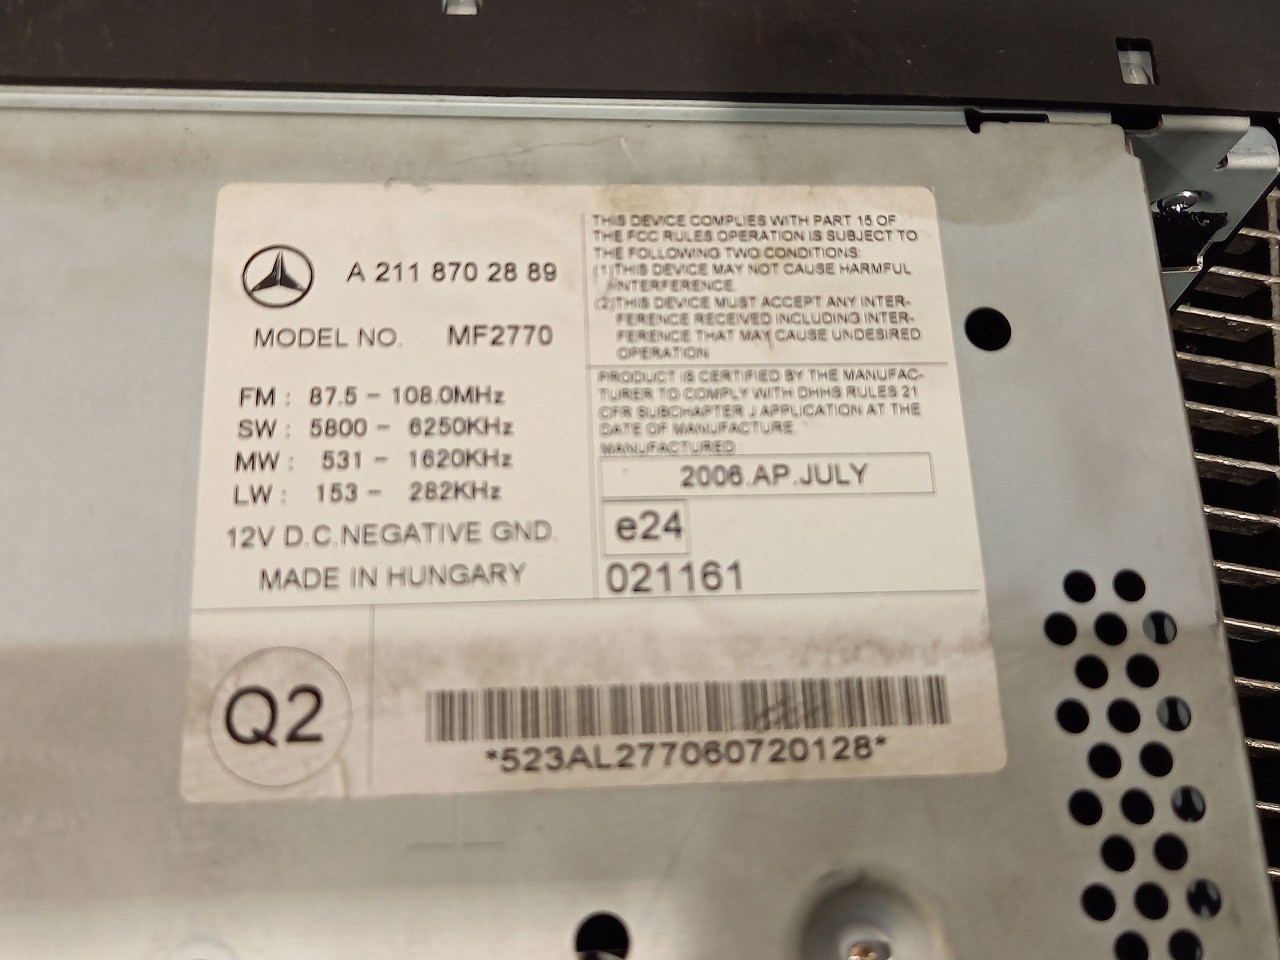 A 211 870 28 89
MODEL NO. MF2770
FM : 87.5 - 108.0MHz
SW : 5800 - 6250KHz
MW : 531 - 1620KHz
LW : 153 - 282KHz
12V D.C.NEGATIVE GND.
MADE IN HUNGARY
THIS DEVICE COMPLIES WITH PART 15 OF
THE FCC RULES OPERATION IS SUBJECT TO
THE FOLLOWING TWO CONDITIONS:
(1)THIS DEVICE MAY NOT CAUSE HARMFUL
INTERFERENCE.
(2)THIS DEVICE MUST ACCEPT ANY INTER-
FERENCE RECEIVED INCLUDING INTER-
FERENCE THAT MAY CAUSE UNDESIRED
OPERATION
PRODUCT IS CERTIFIED BY THE MANUFAC-
TURER TO COMPLY WITH DHHS RULES 21
CFR SUBCHAPTER J APPLICATION AT THE
DATE OF MANUFACTURE.
MANUFACTURED
2006.AP.JULY
e24
021161
Q2
*523AL277060720128*